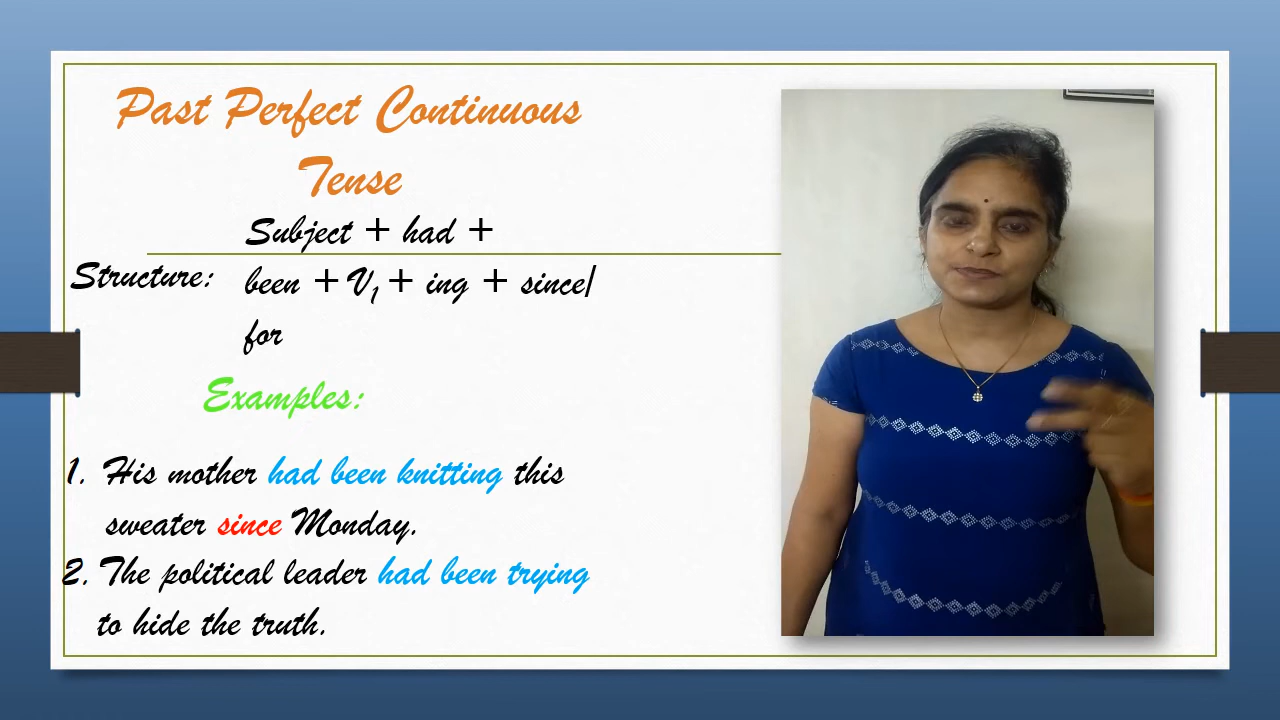 Past Perfect Continuous
Tense
Subject + had +
Structure: been + V₁ + ing + since/
for
Examples:
1. His mother had been knitting this
sweater since Monday.
2. The political leader had been trying
to hide the truth.